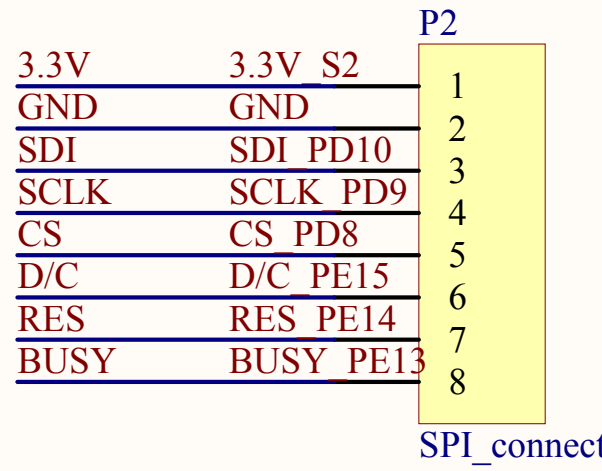 P2
3.3V 3.3V_S2 1
GND GND 2
SDI SDI_PD10 3
SCLK SCLK_PD9 4
CS CS_PD8 5
D/C D/C_PE15 6
RES RES_PE14 7
BUSY BUSY_PE13 8
SPI_connect